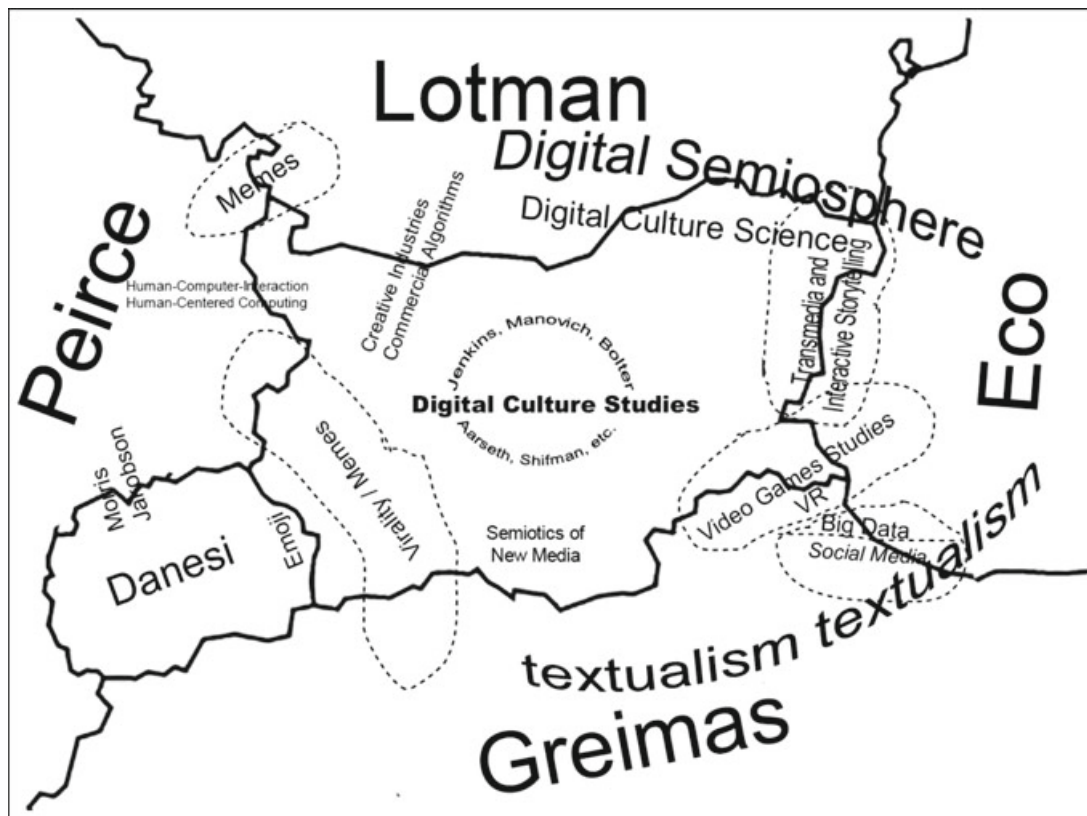 Lotman
Digital Semiosphere
Memes
Digital Culture Science
Creative Industries
Commercial Algorithms
Peirce
Human-Computer-Interaction
Human-Centered Computing
Transmedia and
Interactive Storytelling
Eco
Jenkins, Manovich, Bolter
Digital Culture Studies
Aarseth, Shifman, etc.
Morris
Jakobson
Virality / Memes
Video Games Studies
VR
Emoji
Danesi
Semiotics of
New Media
Big Data
Social Media
textualism textualism
Greimas